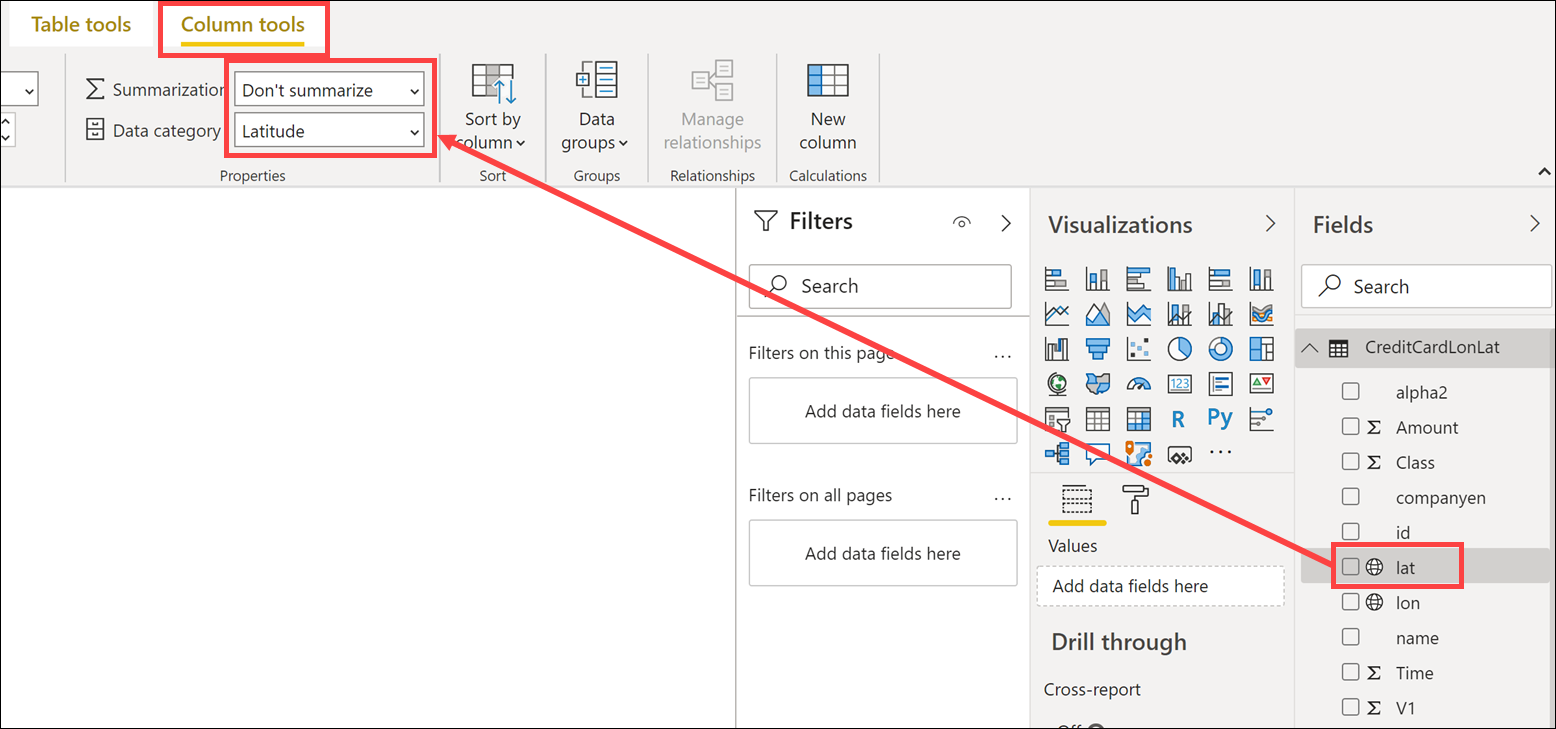 Table tools
Column tools
Summarization
Don't summarize
Data category
Latitude
Properties
Sort by
column
Sort
Data
groups
Groups
Manage
relationships
Relationships
New
column
Calculations
Filters
Search
Filters on this page
...
Add data fields here
Filters on all pages
...
Add data fields here
Visualizations
123
R
Py
...
Values
Add data fields here
Drill through
Cross-report
Off
Fields
Search
CreditCardLonLat
alpha2
Σ Amount
Σ Class
companyen
id
lat
lon
name
Σ Time
Σ V1